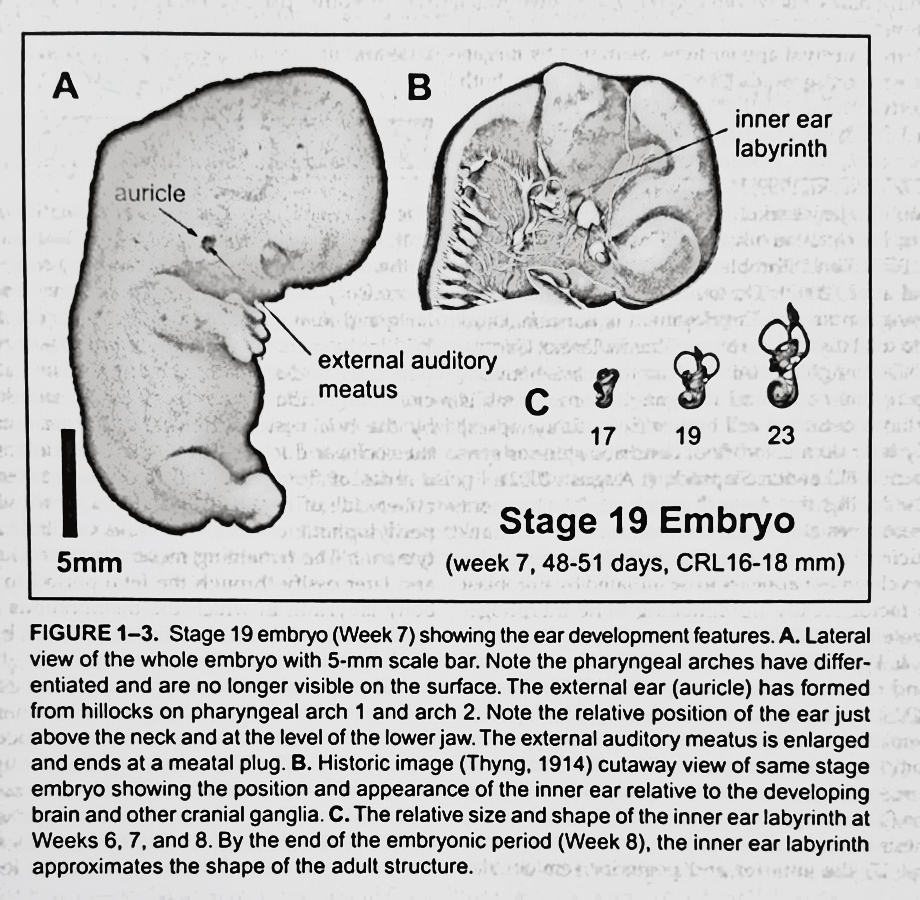 A
B
inner ear
labyrinth
auricle
external auditory
meatus
C
17
19
23
Stage 19 Embryo
5mm
(week 7, 48-51 days, CRL16-18 mm)
FIGURE 1–3. Stage 19 embryo (Week 7) showing the ear development features. A. Lateral
view of the whole embryo with 5-mm scale bar. Note the pharyngeal arches have differ-
entiated and are no longer visible on the surface. The external ear (auricle) has formed
from hillocks on pharyngeal arch 1 and arch 2. Note the relative position of the ear just
above the neck and at the level of the lower jaw. The external auditory meatus is enlarged
and ends at a meatal plug. B. Historic image (Thyng, 1914) cutaway view of same stage
embryo showing the position and appearance of the inner ear relative to the developing
brain and other cranial ganglia. C. The relative size and shape of the inner ear labyrinth at
Weeks 6, 7, and 8. By the end of the embryonic period (Week 8), the inner ear labyrinth
approximates the shape of the adult structure.